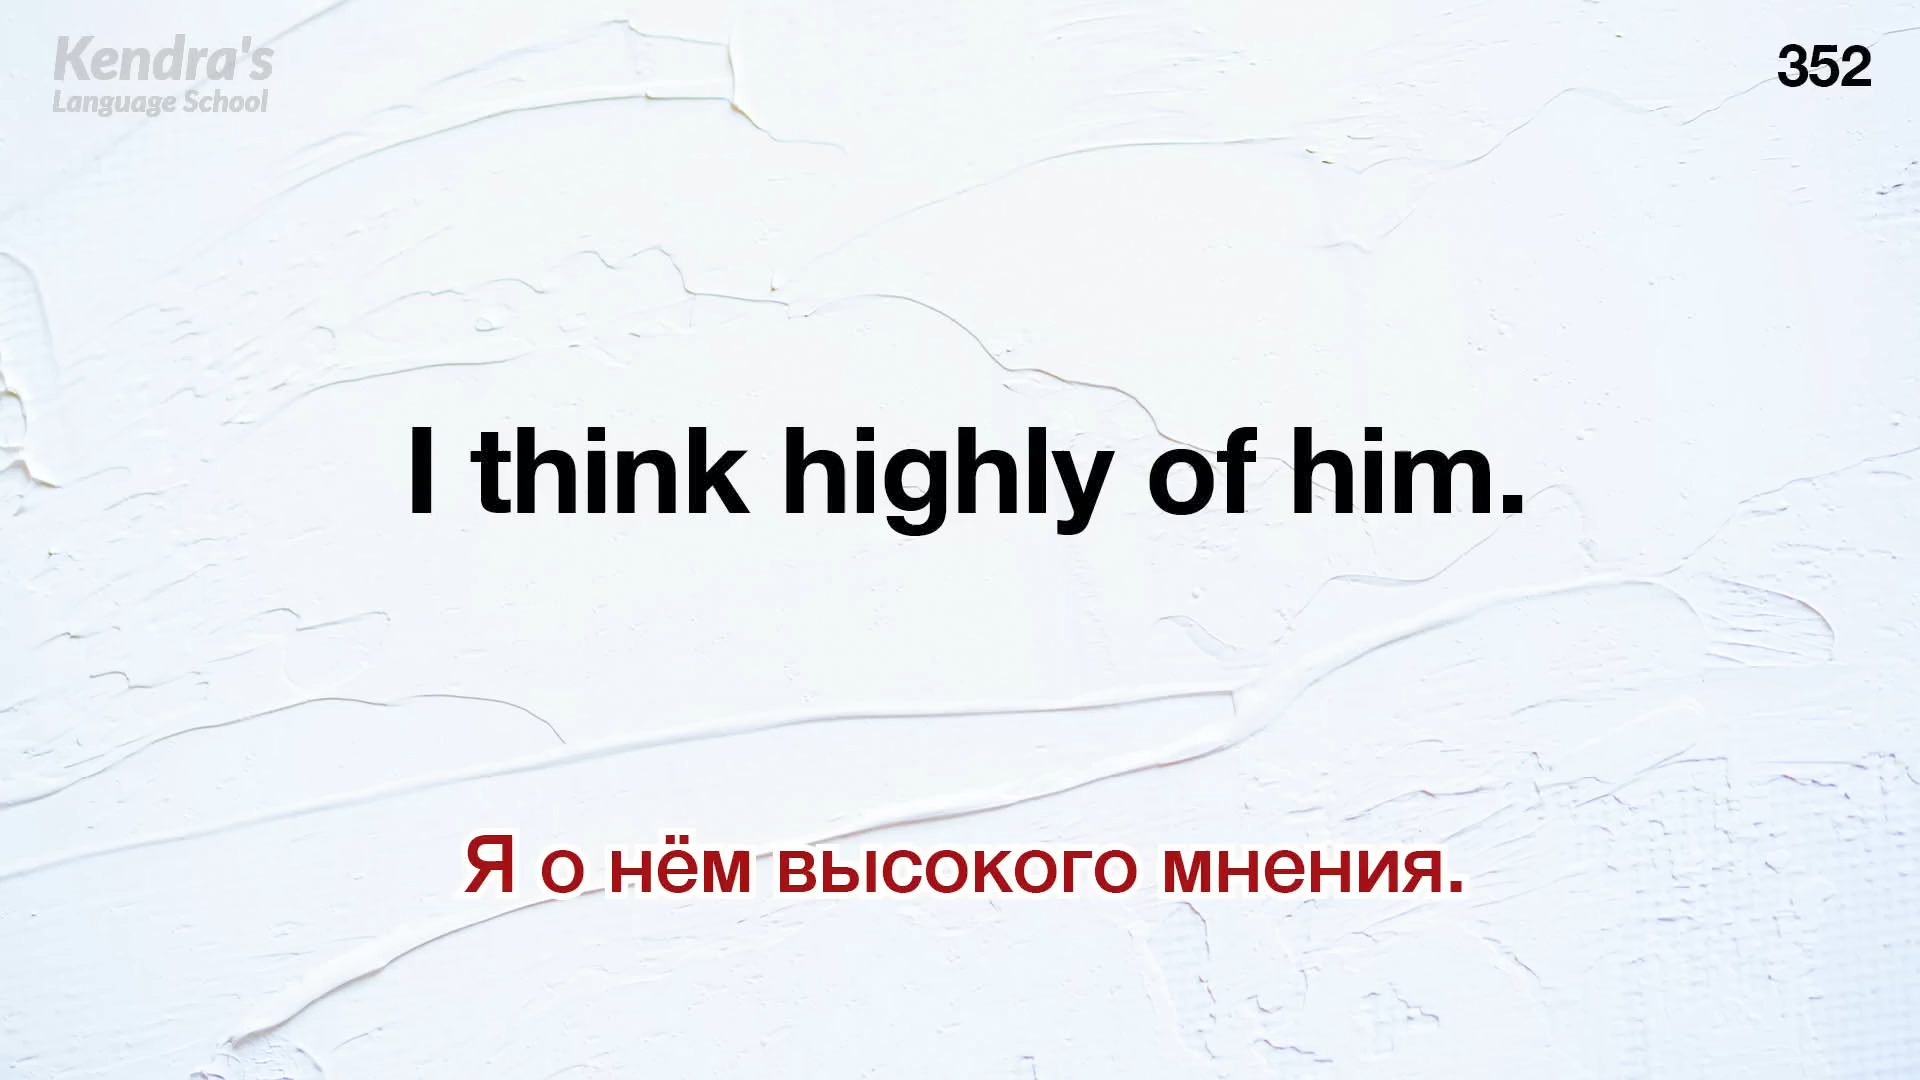 Kendra's
Language School
352
I think highly of him.
Я о нём высокого мнения.